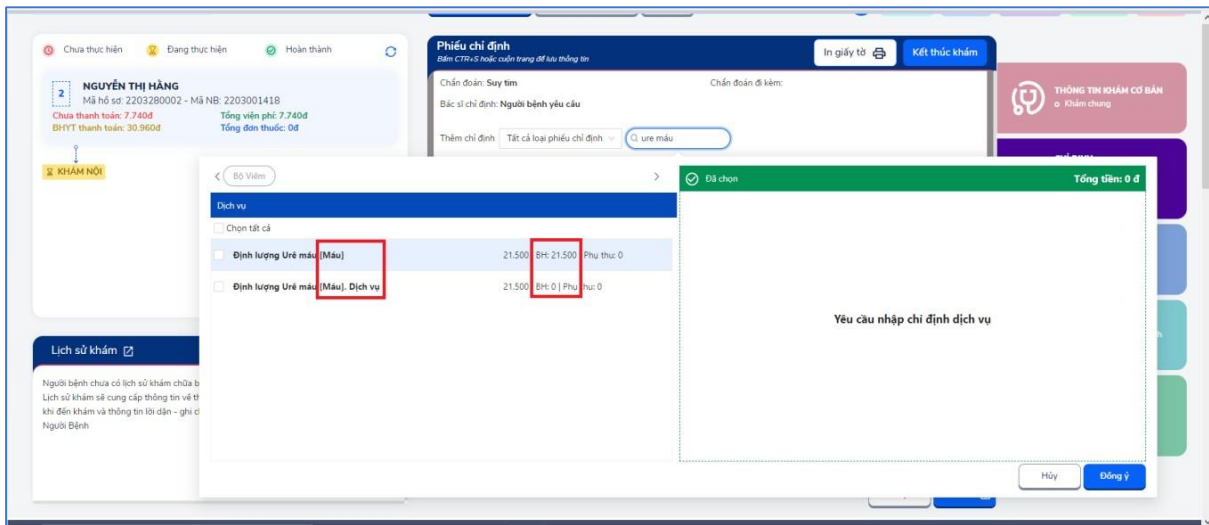 Chưa thực hiện Đang thực hiện Hoàn thành
2
NGUYỄN THỊ HẰNG
Mã hồ sơ: 2203280002 - Mã NB: 2203001418
Chưa thanh toán: 7.740đ Tổng viện phí: 7.740đ
BHYT thanh toán: 30.960đ Tổng đơn thuốc: 0đ
KHÁM NỘI
Phiếu chỉ định
Bấm CTR+S hoặc cuộn trang để lưu thông tin
In giấy tờ Kết thúc khám
Chẩn đoán: Suy tim Chẩn đoán đi kèm:
Bác sĩ chỉ định: Người bệnh yêu cầu
Thêm chỉ định Tất cả loại phiếu chỉ định ure máu
THÔNG TIN KHÁM CƠ BẢN
Khám chung
Bộ Viêm
Dịch vụ
Chọn tất cả
Định lượng Urê máu [Máu] 21.500 BH: 21.500 Phụ thu: 0
Định lượng Urê máu [Máu]. Dịch vụ 21.500 BH: 0 | Phụ thu: 0
Đã chọn Tổng tiền: 0 đ
Yêu cầu nhập chỉ định dịch vụ
Hủy Đồng ý
Lịch sử khám
Người bệnh chưa có lịch sử khám chữa
Lịch sử khám sẽ cung cấp thông tin về
khi đến khám và thông tin lời dặn - ghi
Người Bệnh